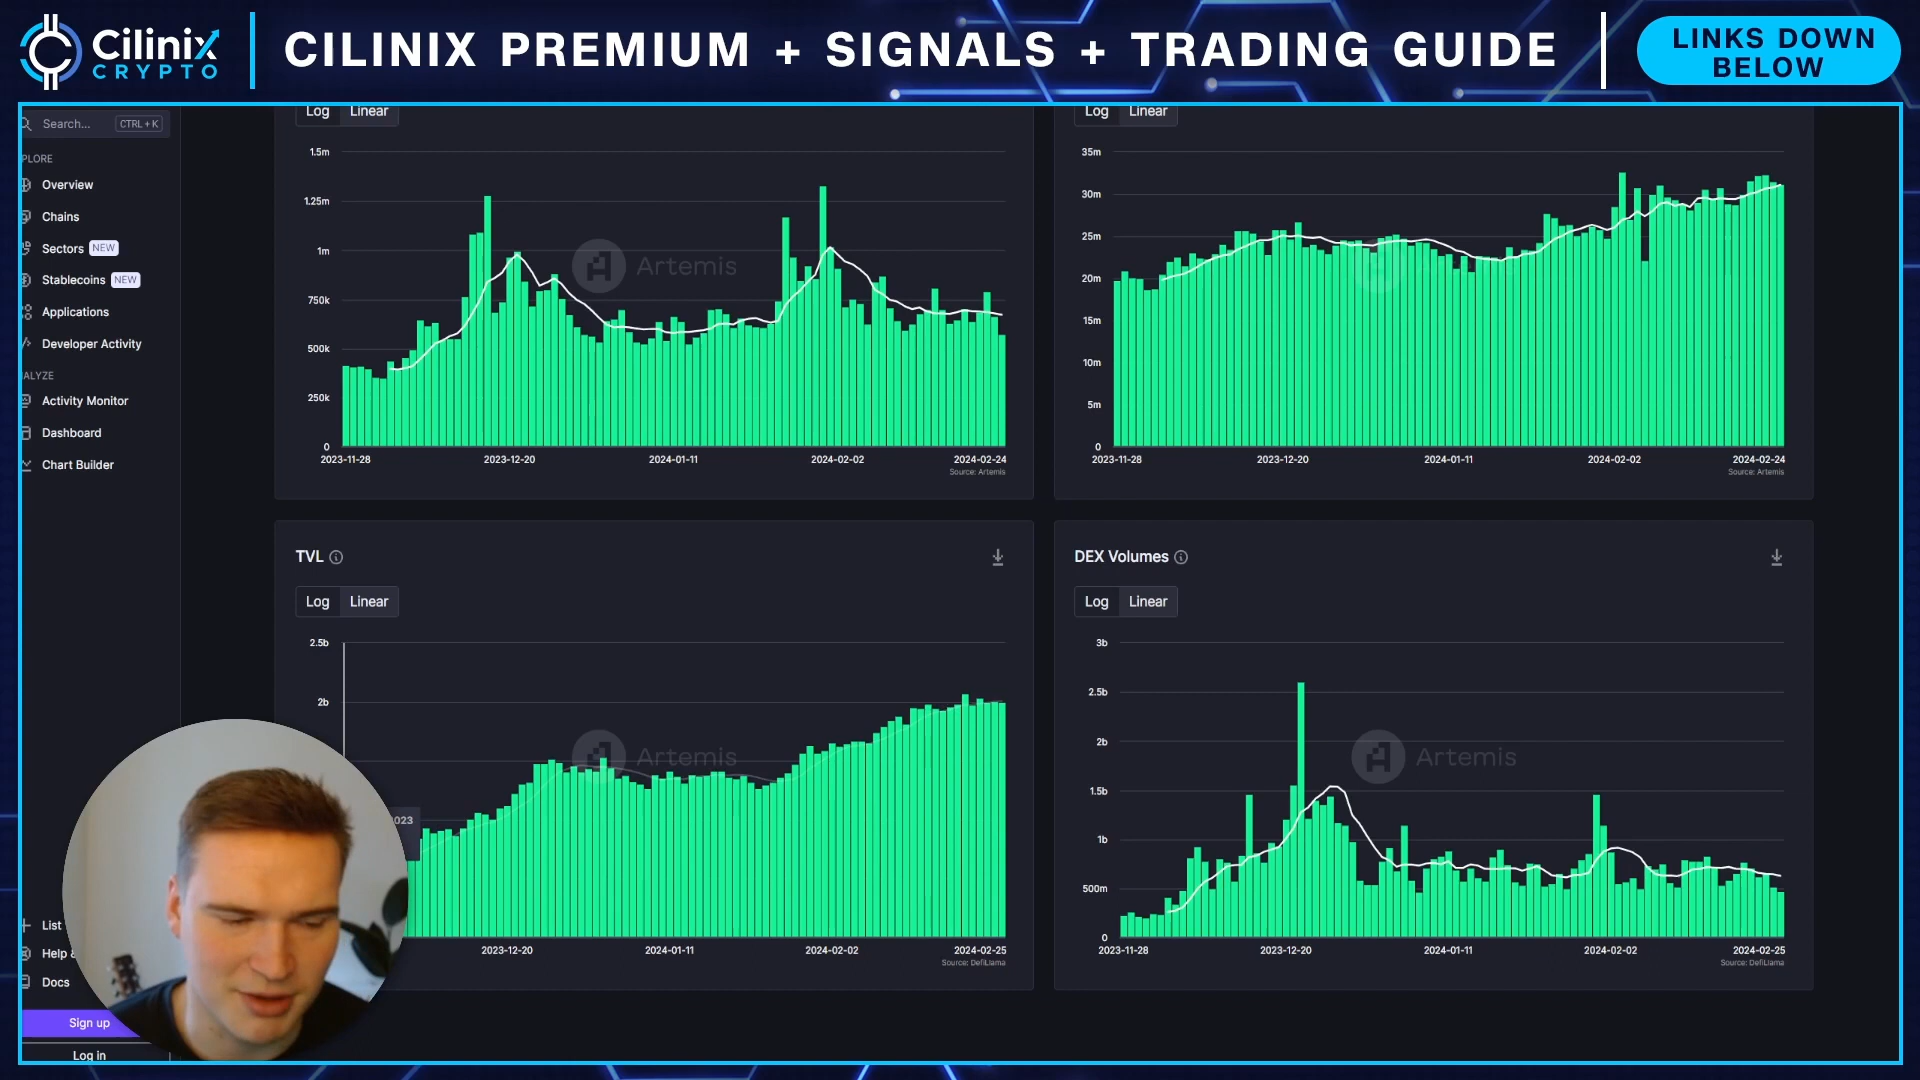 Cilinix
CRYPTO
CILINIX PREMIUM + SIGNALS + TRADING GUIDE
LINKS DOWN
BELOW
Search...
CTRL + K
PLORE
Overview
Chains
Sectors NEW
Stablecoins NEW
Applications
Developer Activity
ALYZE
Activity Monitor
Dashboard
Chart Builder
List
Help &
Docs
Sign up
Log in
Log Linear
1.5m
1.25m
1m
750k
500k
250k
0
Artemis
2023-11-28 2023-12-20 2024-01-11 2024-02-02 2024-02-24
Source: Artemis
Log Linear
35m
30m
25m
20m
15m
10m
5m
0
2023-11-28 2023-12-20 2024-01-11 2024-02-02 2024-02-24
Source: Artemis
TVL
Log Linear
2.5b
2b
Artemis
023
2023-12-20 2024-01-11 2024-02-02 2024-02-25
Source: DefiLlama
DEX Volumes
Log Linear
3b
2.5b
2b
1.5b
1b
500m
0
Artemis
2023-11-28 2023-12-20 2024-01-11 2024-02-02 2024-02-25
Source: DefiLlama